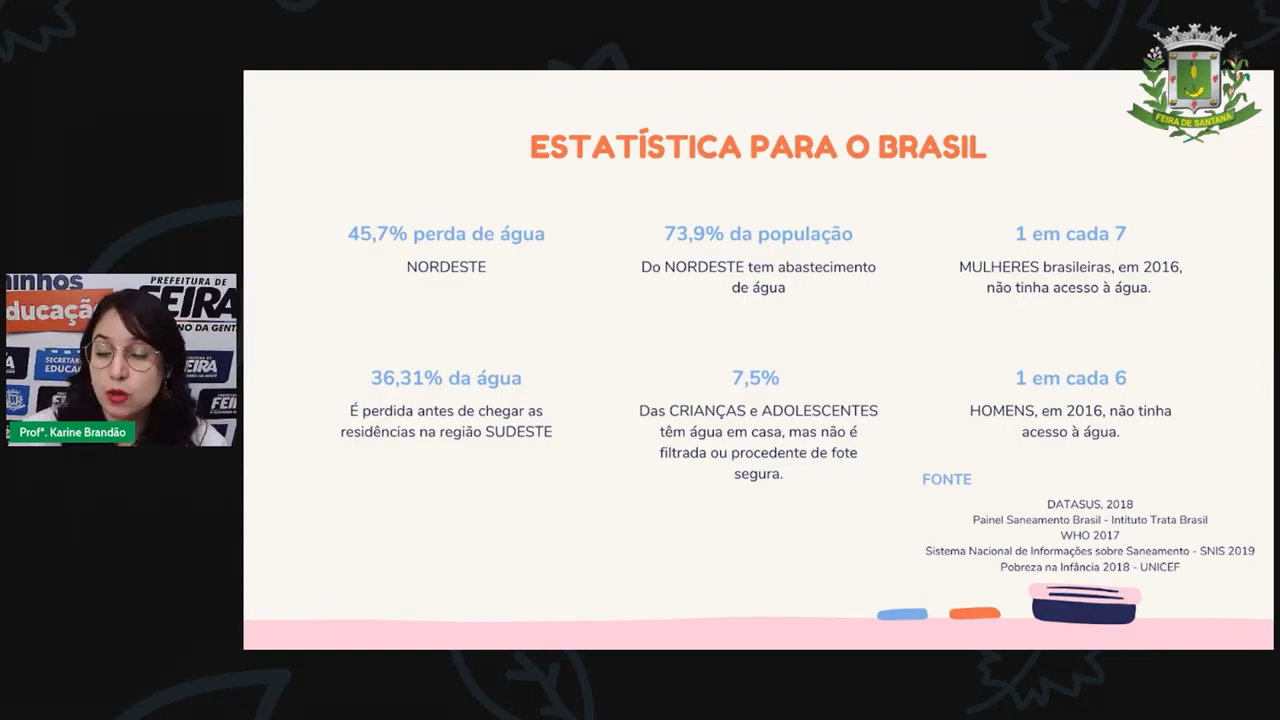 FEIRA DE SANTANA
ESTATÍSTICA PARA O BRASIL
45,7% perda de água
NORDESTE
73,9% da população
Do NORDESTE tem abastecimento
de água
1 em cada 7
MULHERES brasileiras, em 2016,
não tinha acesso à água.
36,31% da água
É perdida antes de chegar as
residências na região SUDESTE
7,5%
Das CRIANÇAS e ADOLESCENTES
têm água em casa, mas não é
filtrada ou procedente de fote
segura.
1 em cada 6
HOMENS, em 2016, não tinha
acesso à água.
FONTE
DATASUS, 2018
Painel Saneamento Brasil - Intituto Trata Brasil
WHO 2017
Sistema Nacional de Informações sobre Saneamento - SNIS 2019
Pobreza na Infância 2018 - UNICEF
PREFEITURA DE
Profª. Karine Brandão